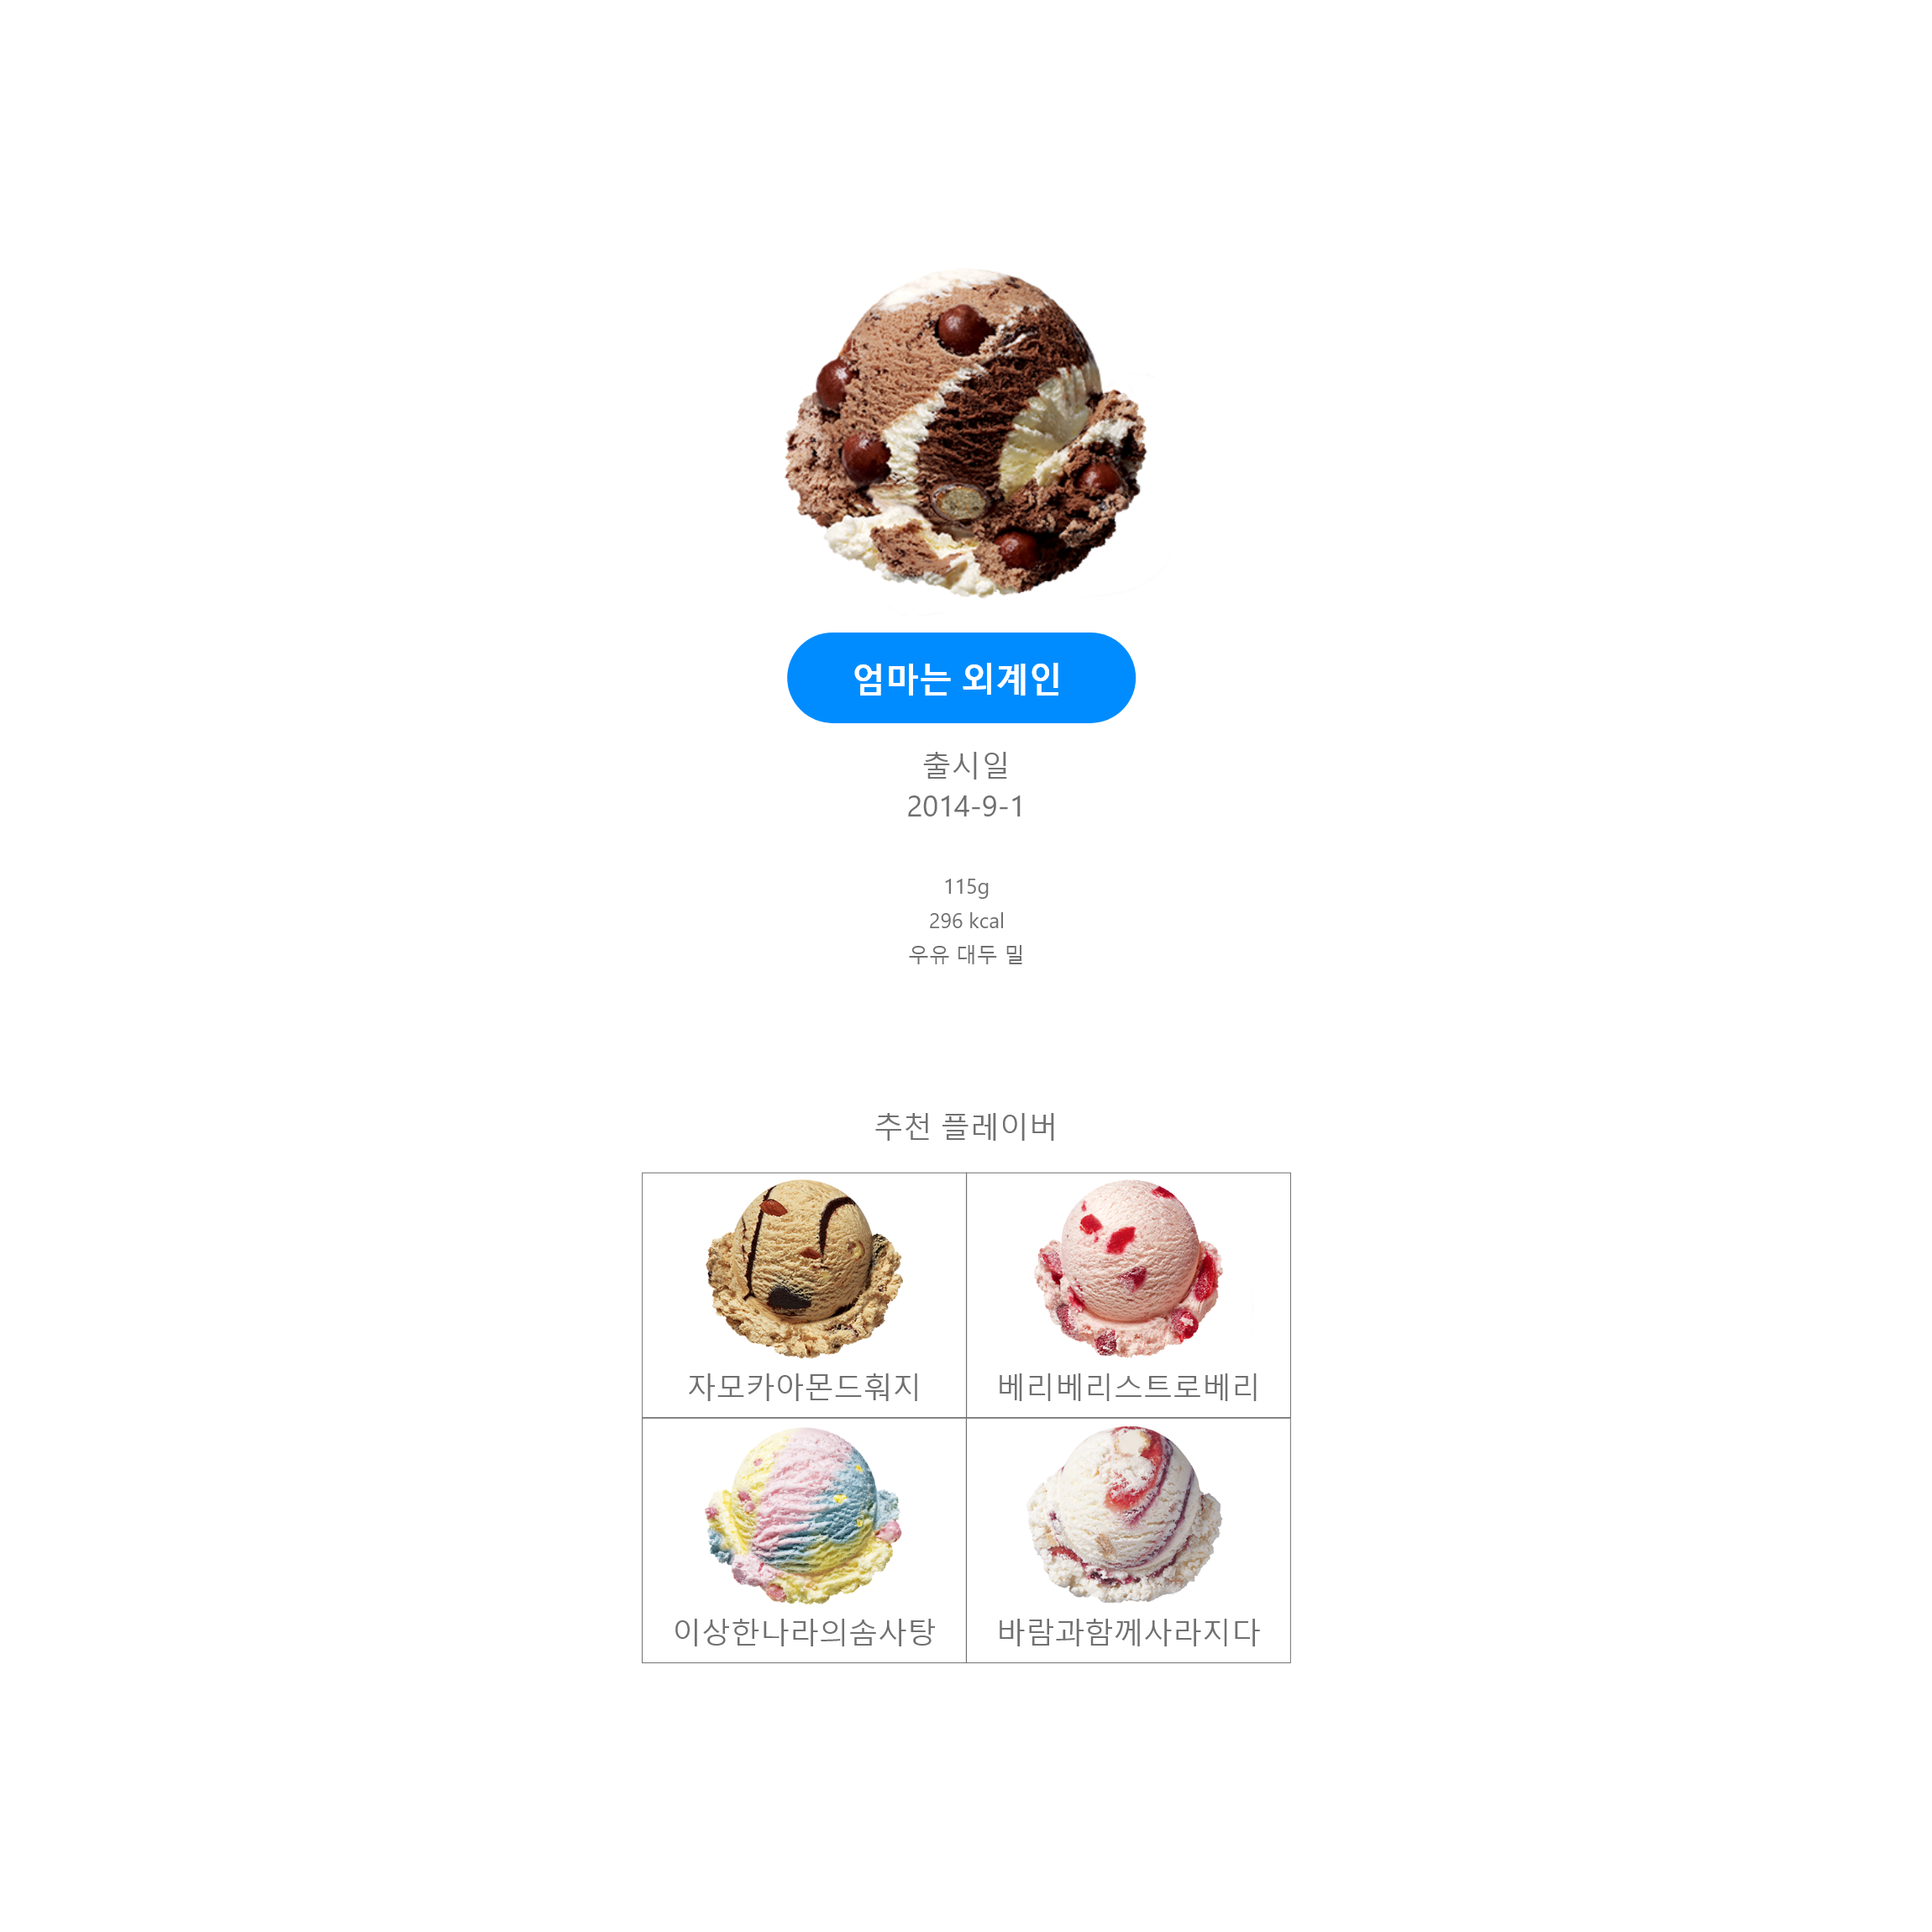 엄마는 외계인
출시일
2014-9-1
115g
296 kcal
우유 대두 밀
추천 플레이버
자모카아몬드훠지
베리베리스트로베리
이상한나라의솜사탕
바람과함께사라지다